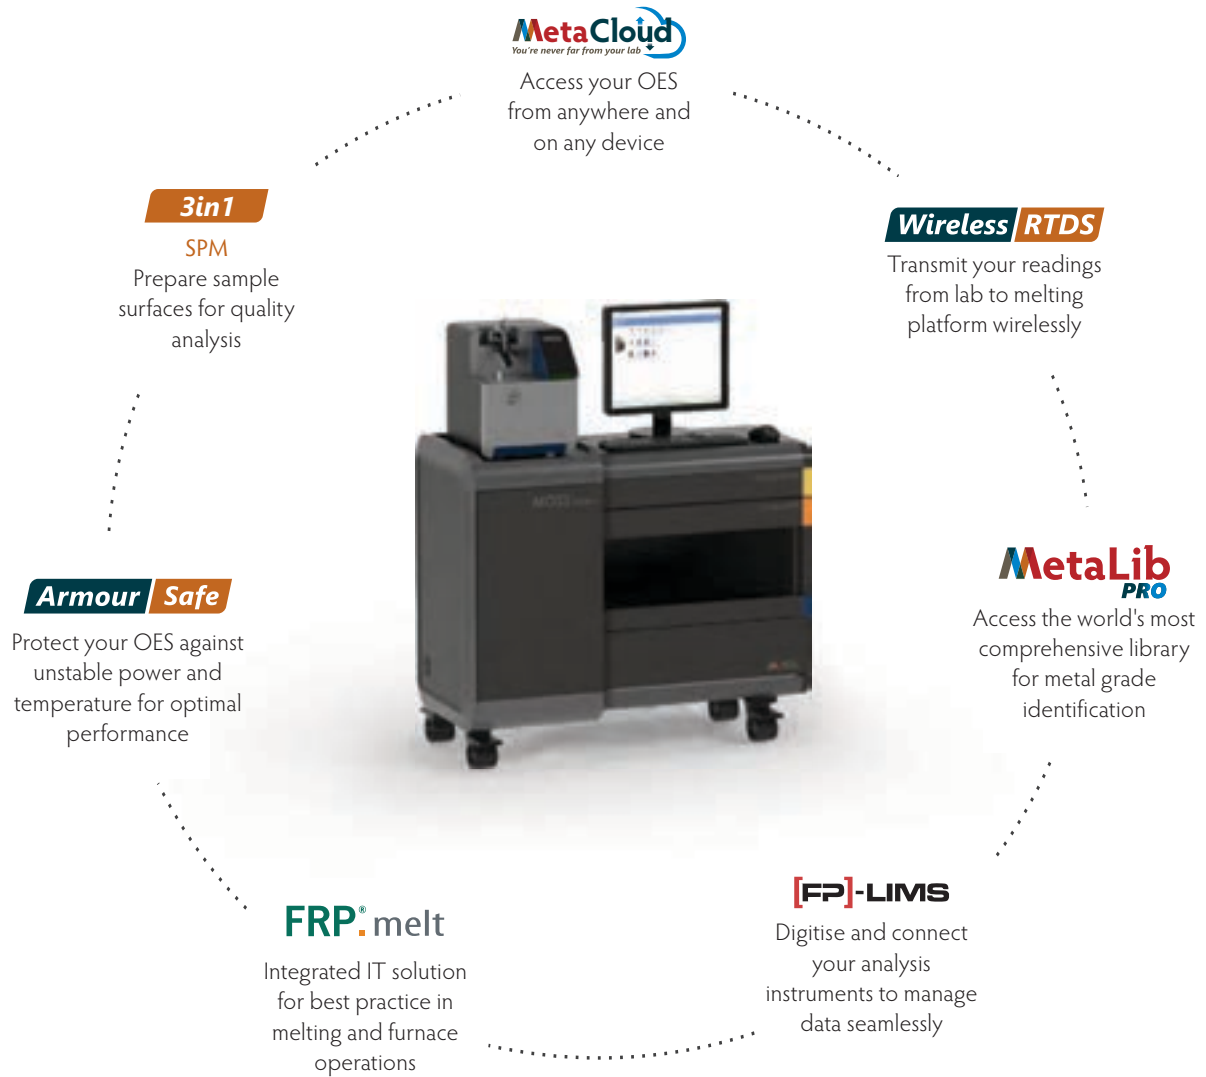 MetaCloud
You're never far from your lab
Access your OES
from anywhere and
on any device
3in1
SPM
Prepare sample
surfaces for quality
analysis
Wireless RTDS
Transmit your readings
from lab to melting
platform wirelessly
Armour Safe
Protect your OES against
unstable power and
temperature for optimal
performance
MetaLib
PRO
Access the world's most
comprehensive library
for metal grade
identification
FRP®.melt
Integrated IT solution
for best practice in
melting and furnace
operations
[FP]-LIMS
Digitise and connect
your analysis
instruments to manage
data seamlessly